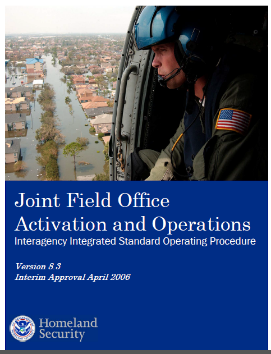 Joint Field Office
Activation and Operations
Interagency Integrated Standard Operating Procedure
Version 8.3
Interim Approval April 2006
Homeland
Security